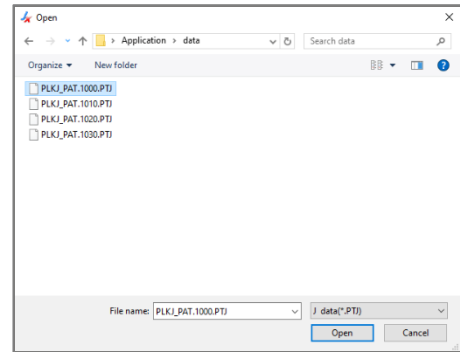 Open
Application > data
Search data
Organize
New folder
PLKJ_PAT.1000.PTJ
PLKJ_PAT.1010.PTJ
PLKJ_PAT.1020.PTJ
PLKJ_PAT.1030.PTJ
File name: PLKJ_PAT.1000.PTJ
J data(*.PTJ)
Open Cancel